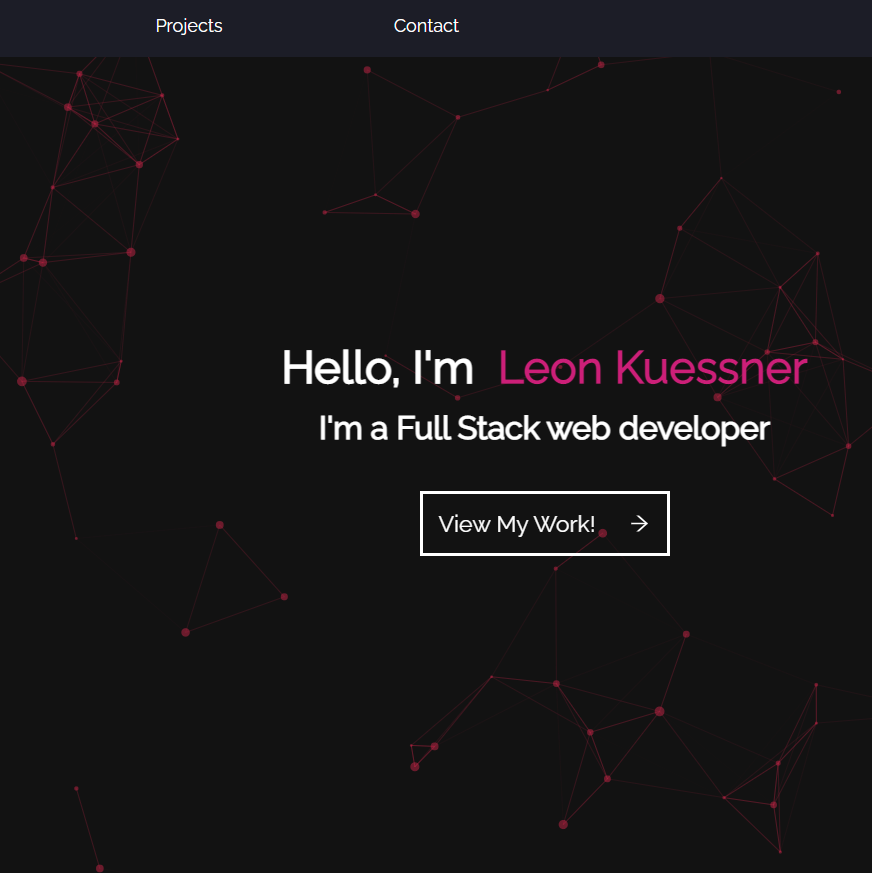 Projects Contact
Hello, I'm Leon Kuessner
I'm a Full Stack web developer
View My Work!